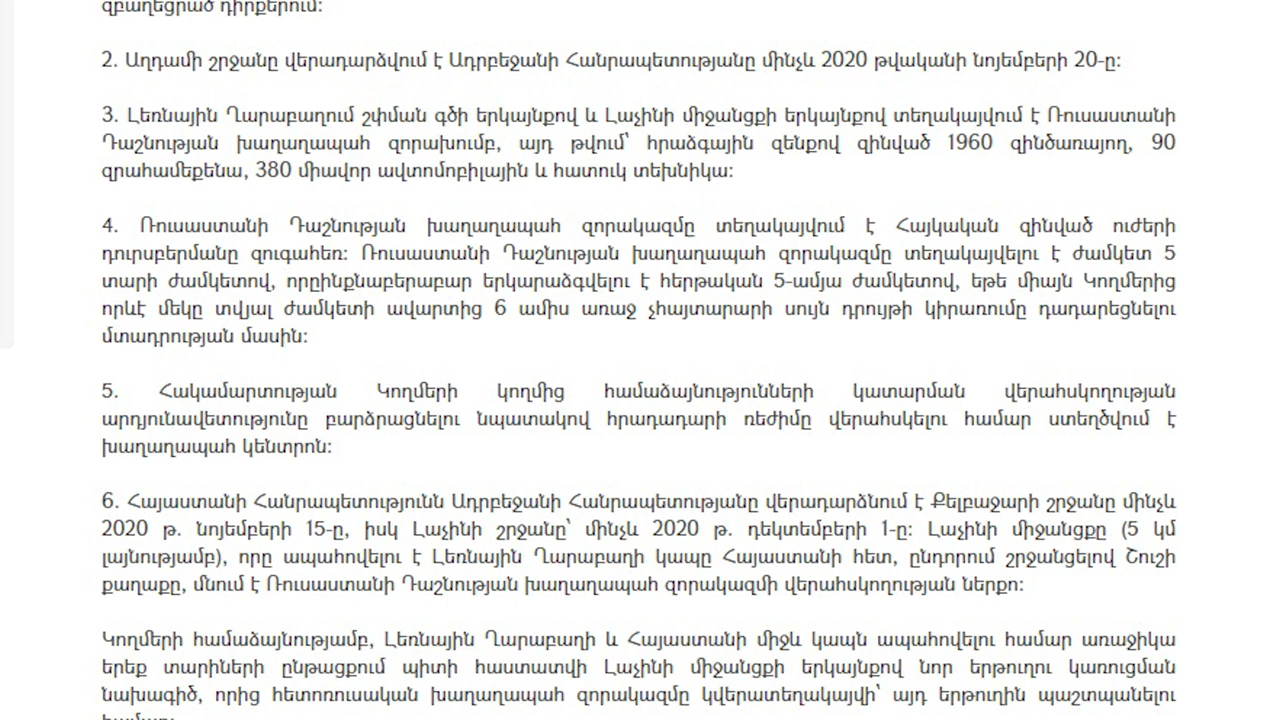 զբաղեցրած դիրքերում:
2. Աղդամի շրջանը վերադարձվում է Ադրբեջանի Հանրապետությանը մինչև 2020 թվականի նոյեմբերի 20-ը:
3. Լեռնային Ղարաբաղում շփման գծի երկայնքով և Լաչինի միջանցքի երկայնքով տեղակայվում է Ռուսաստանի
Դաշնության խաղաղապահ զորախումբ, այդ թվում՝ հրաձգային զենքով զինված 1960 զինծառայող, 90
զրահամեքենա, 380 միավոր ավտոմոբիլային և հատուկ տեխնիկա:
4. Ռուսաստանի Դաշնության խաղաղապահ զորակազմը տեղակայվում է Հայկական զինված ուժերի
դուրսբերմանը զուգահեռ: Ռուսաստանի Դաշնության խաղաղապահ զորակազմը տեղակայվելու է ժամկետ 5
տարի ժամկետով, որըինքնաբերաբար երկարաձգվելու է հերթական 5-ամյա ժամկետով, եթե միայն Կողմերից
որևէ մեկը տվյալ ժամկետի ավարտից 6 ամիս առաջ չհայտարարի սույն դրույթի կիրառումը դադարեցնելու
մտադրության մասին:
5. Հակամարտության Կողմերի կողմից համաձայնությունների կատարման վերահսկողության
արդյունավետությունը բարձրացնելու նպատակով հրադադարի ռեժիմը վերահսկելու համար ստեղծվում է
խաղաղապահ կենտրոն:
6. Հայաստանի Հանրապետությունն Ադրբեջանի Հանրապետությանը վերադարձնում է Քելբաջարի շրջանը մինչև
2020 թ. նոյեմբերի 15-ը, իսկ Լաչինի շրջանը՝ մինչև 2020 թ. դեկտեմբերի 1-ը: Լաչինի միջանցքը (5 կմ
լայնությամբ), որը ապահովելու է Լեռնային Ղարաբաղի կապը Հայաստանի հետ, ընդորում շրջանցելով Շուշի
քաղաքը, մնում է Ռուսաստանի Դաշնության խաղաղապահ զորակազմի վերահսկողության ներքո:
Կողմերի համաձայնությամբ, Լեռնային Ղարաբաղի և Հայաստանի միջև կապն ապահովելու համար առաջիկա
երեք տարիների ընթացքում պիտի հաստատվի Լաչինի միջանցքի երկայնքով նոր երթուղու կառուցման
նախագիծ, որից հետոռուսական խաղաղապահ զորակազմը կվերատեղակայվի՝ այդ երթուղին պաշտպանելու